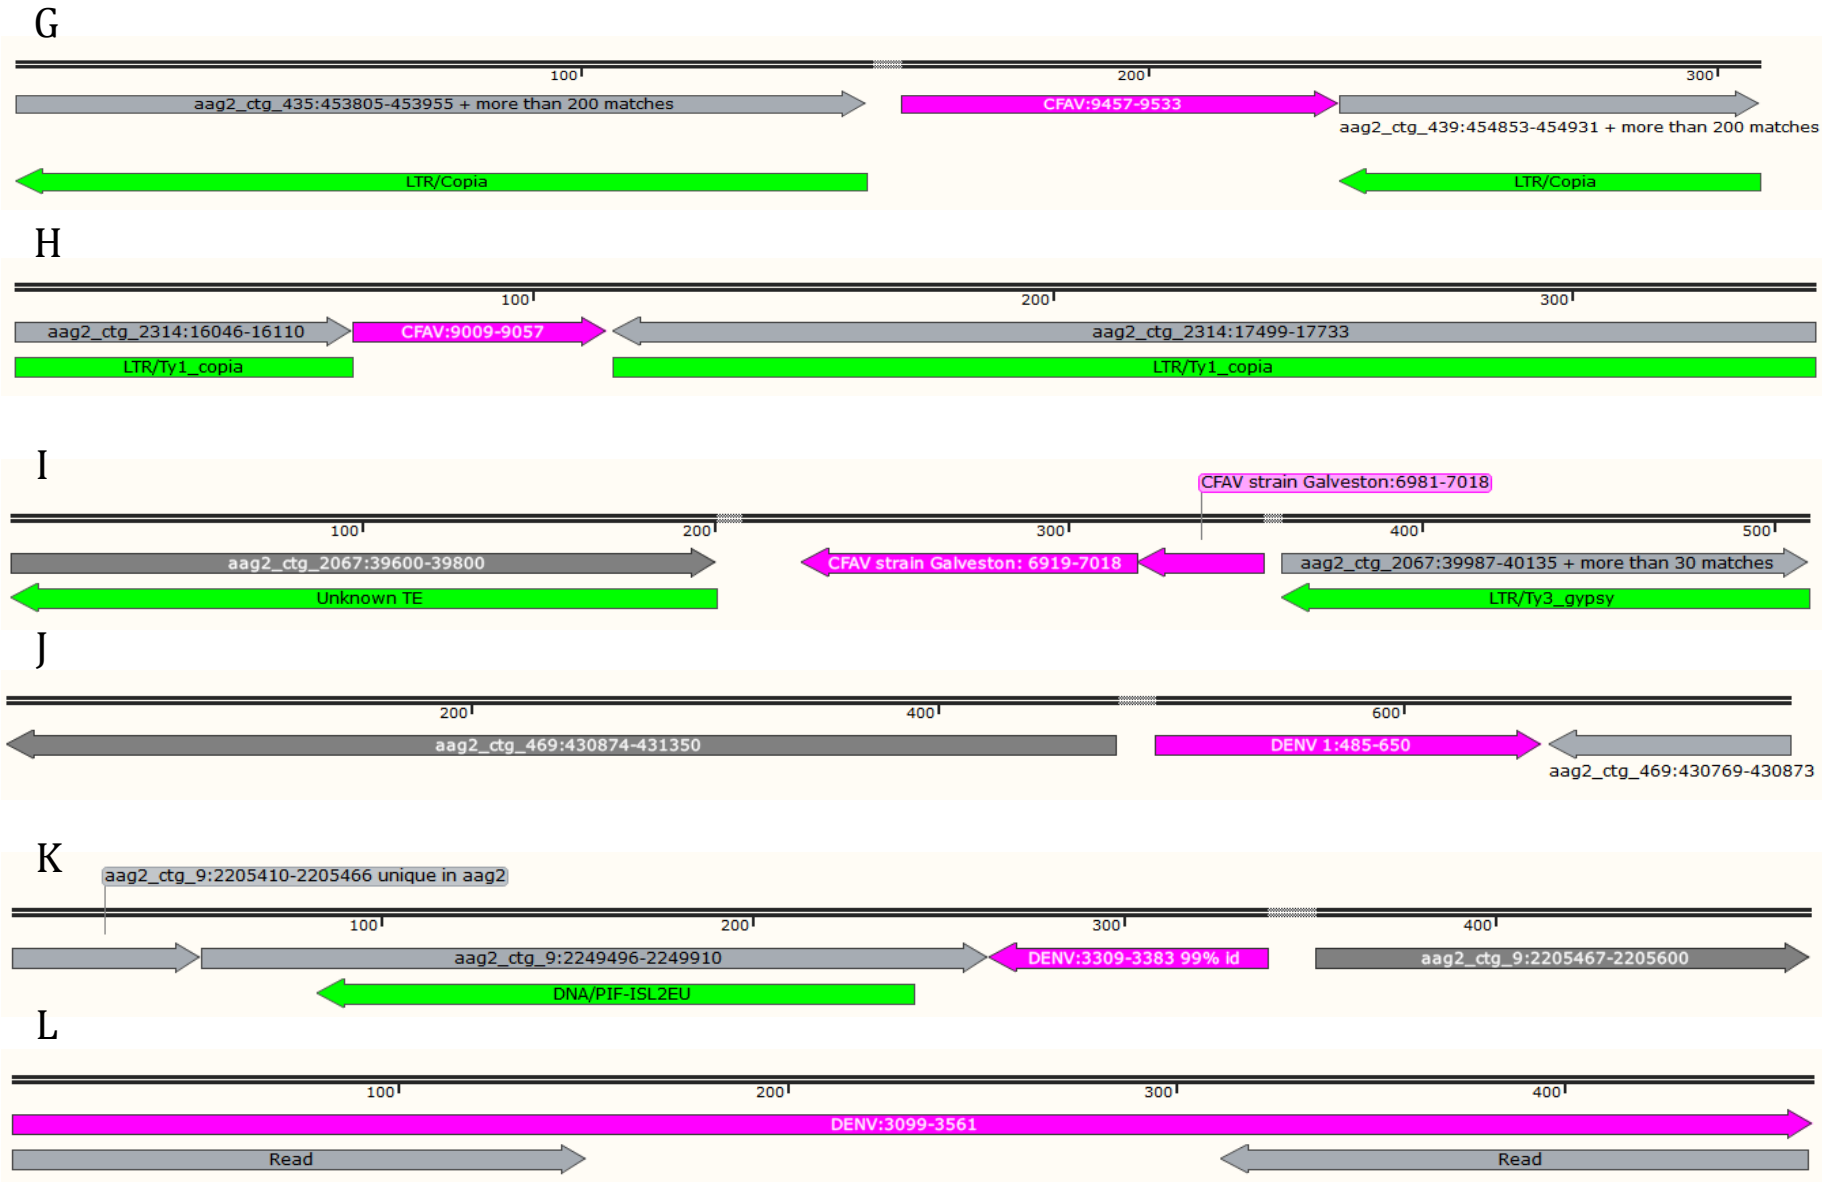 G
100 200 300
aag2_ctg_435:453805-453955 + more than 200 matches CFAV:9457-9533
aag2_ctg_439:454853-454931 + more than 200 matches
LTR/Copia LTR/Copia
H
100 200 300
aag2_ctg_2314:16046-16110 CFAV:9009-9057 aag2_ctg_2314:17499-17733
LTR/Ty1_copia LTR/Ty1_copia
I
CFAV strain Galveston:6981-7018
100 200 300 400 500
aag2_ctg_2067:39600-39800 CFAV strain Galveston: 6919-7018 aag2_ctg_2067:39987-40135 + more than 30 matches
Unknown TE LTR/Ty3_gypsy
J
200 400 600
aag2_ctg_469:430874-431350 DENV 1:485-650
aag2_ctg_469:430769-430873
K
aag2_ctg_9:2205410-2205466 unique in aag2
100 200 300 400
aag2_ctg_9:2249496-2249910 DENV:3309-3383 99% id aag2_ctg_9:2205467-2205600
DNA/PIF-ISL2EU
L
100 200 300 400
DENV:3099-3561
Read Read